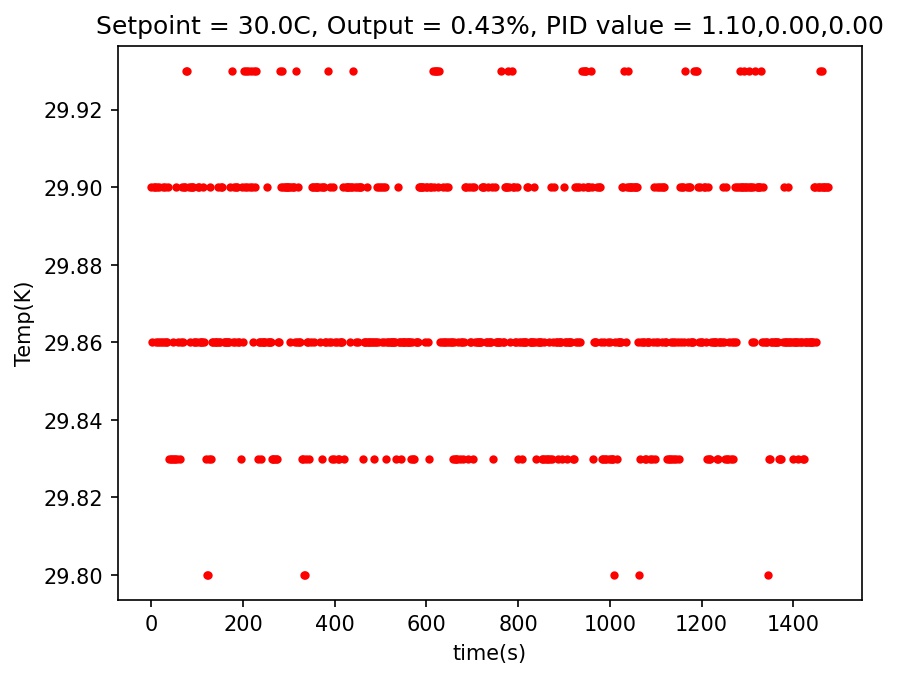 Setpoint = 30.0C, Output = 0.43%, PID value = 1.10,0.00,0.00
29.92
29.90
29.88
29.86
29.84
29.82
29.80
Temp(K)
0 200 400 600 800 1000 1200 1400
time(s)